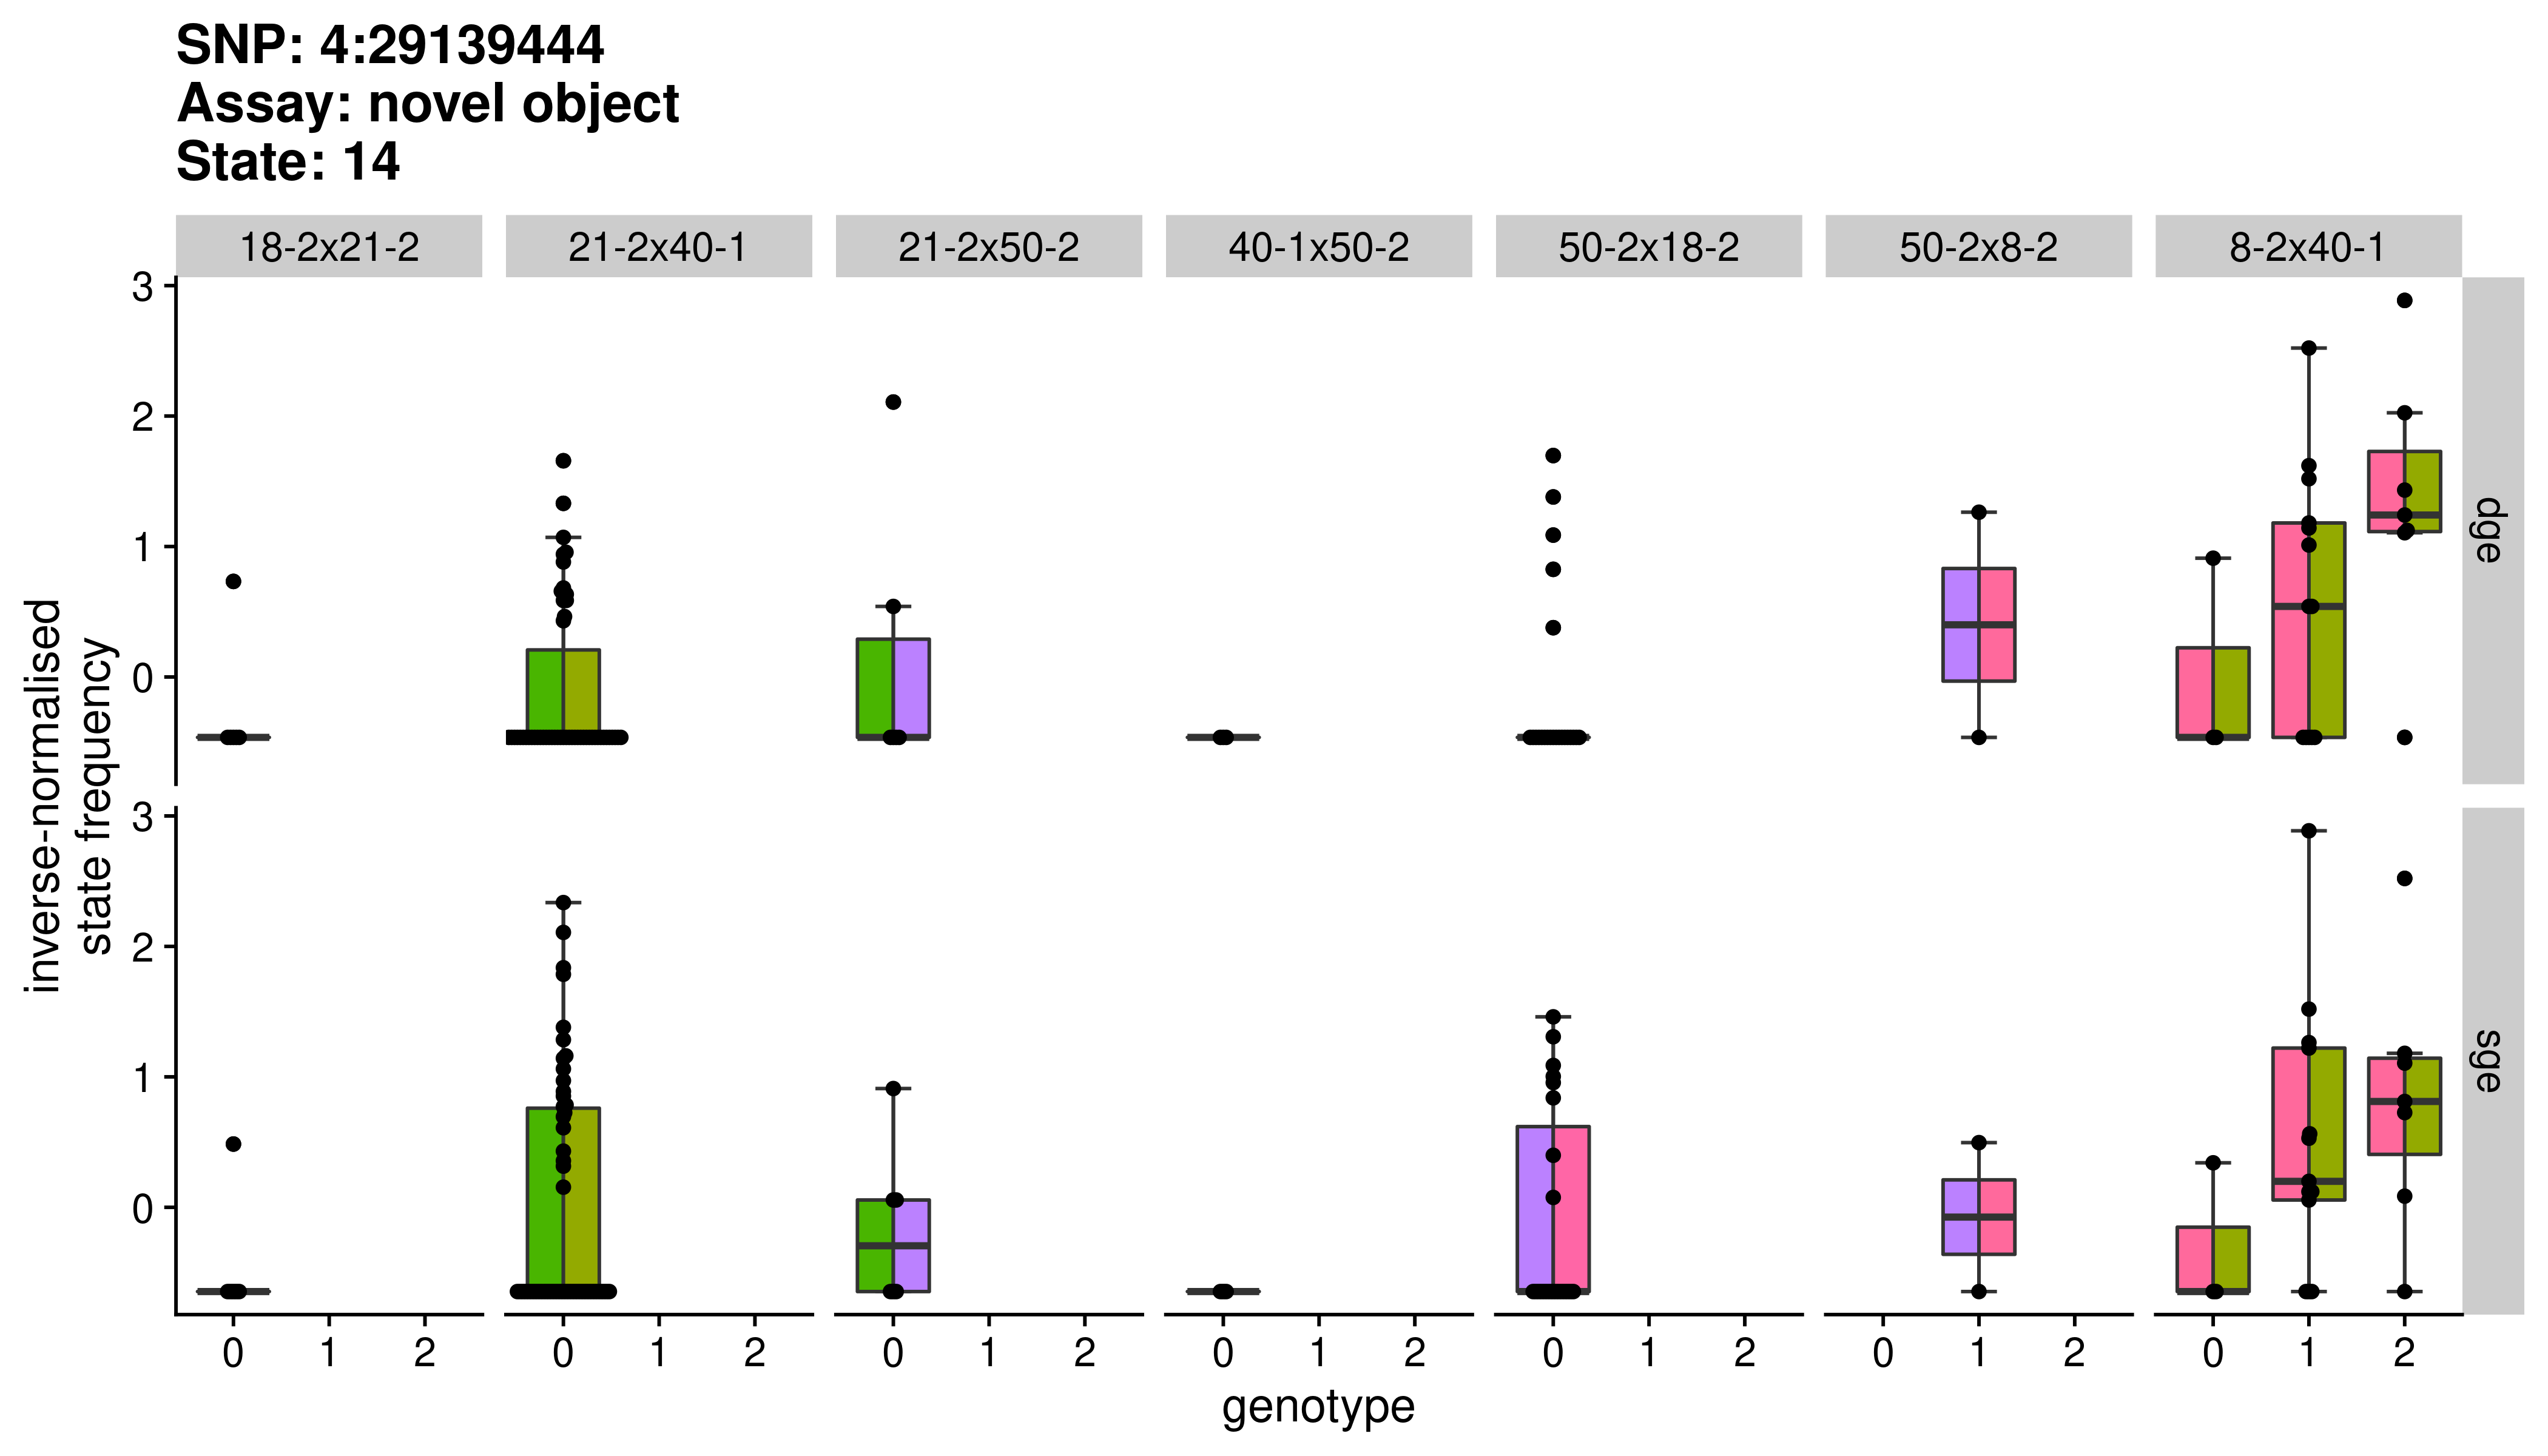 SNP: 4:29139444
Assay: novel object
State: 14
18-2x21-2 21-2x40-1 21-2x50-2 40-1x50-2 50-2x18-2 50-2x8-2 8-2x40-1
3
2
1
0
dge
inverse-normalised
state frequency
3
2
1
0
sge
0 1 2 0 1 2 0 1 2 0 1 2 0 1 2 0 1 2 0 1 2
genotype